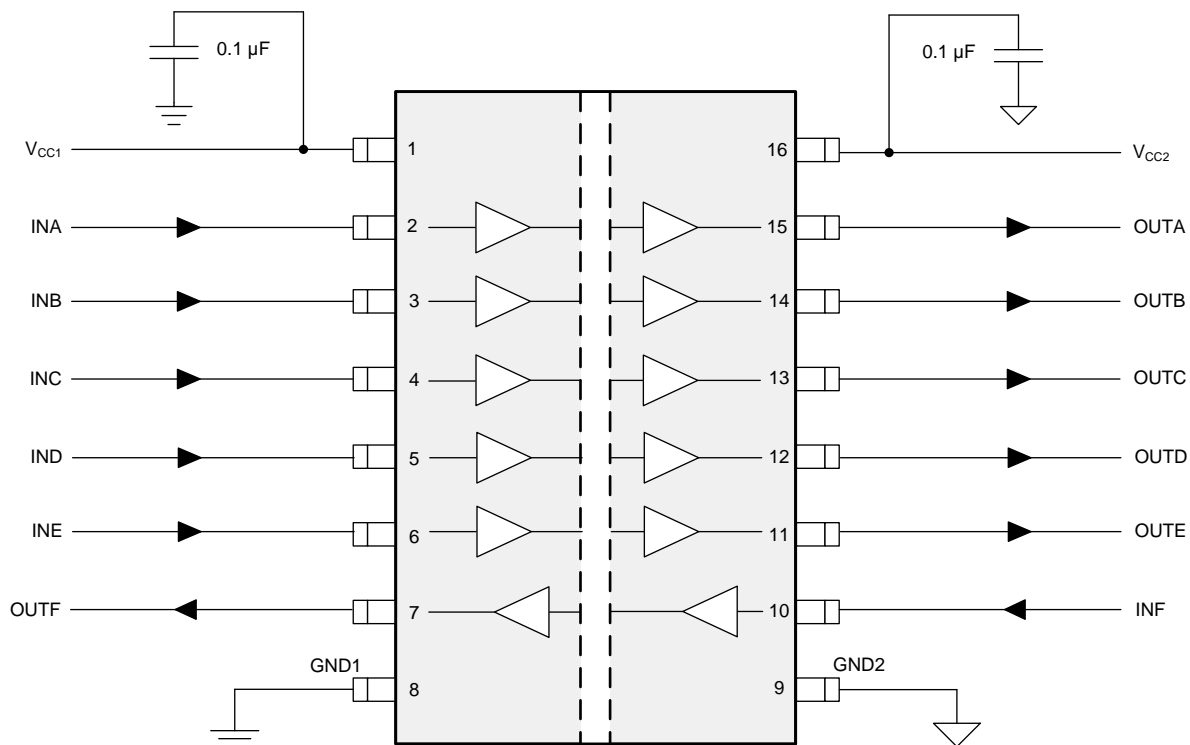 0.1 µF
0.1 µF
VCC1
1
16
VCC2
INA
2
15
OUTA
INB
3
14
OUTB
INC
4
13
OUTC
IND
5
12
OUTD
INE
6
11
OUTE
OUTF
7
10
INF
GND1
8
9
GND2